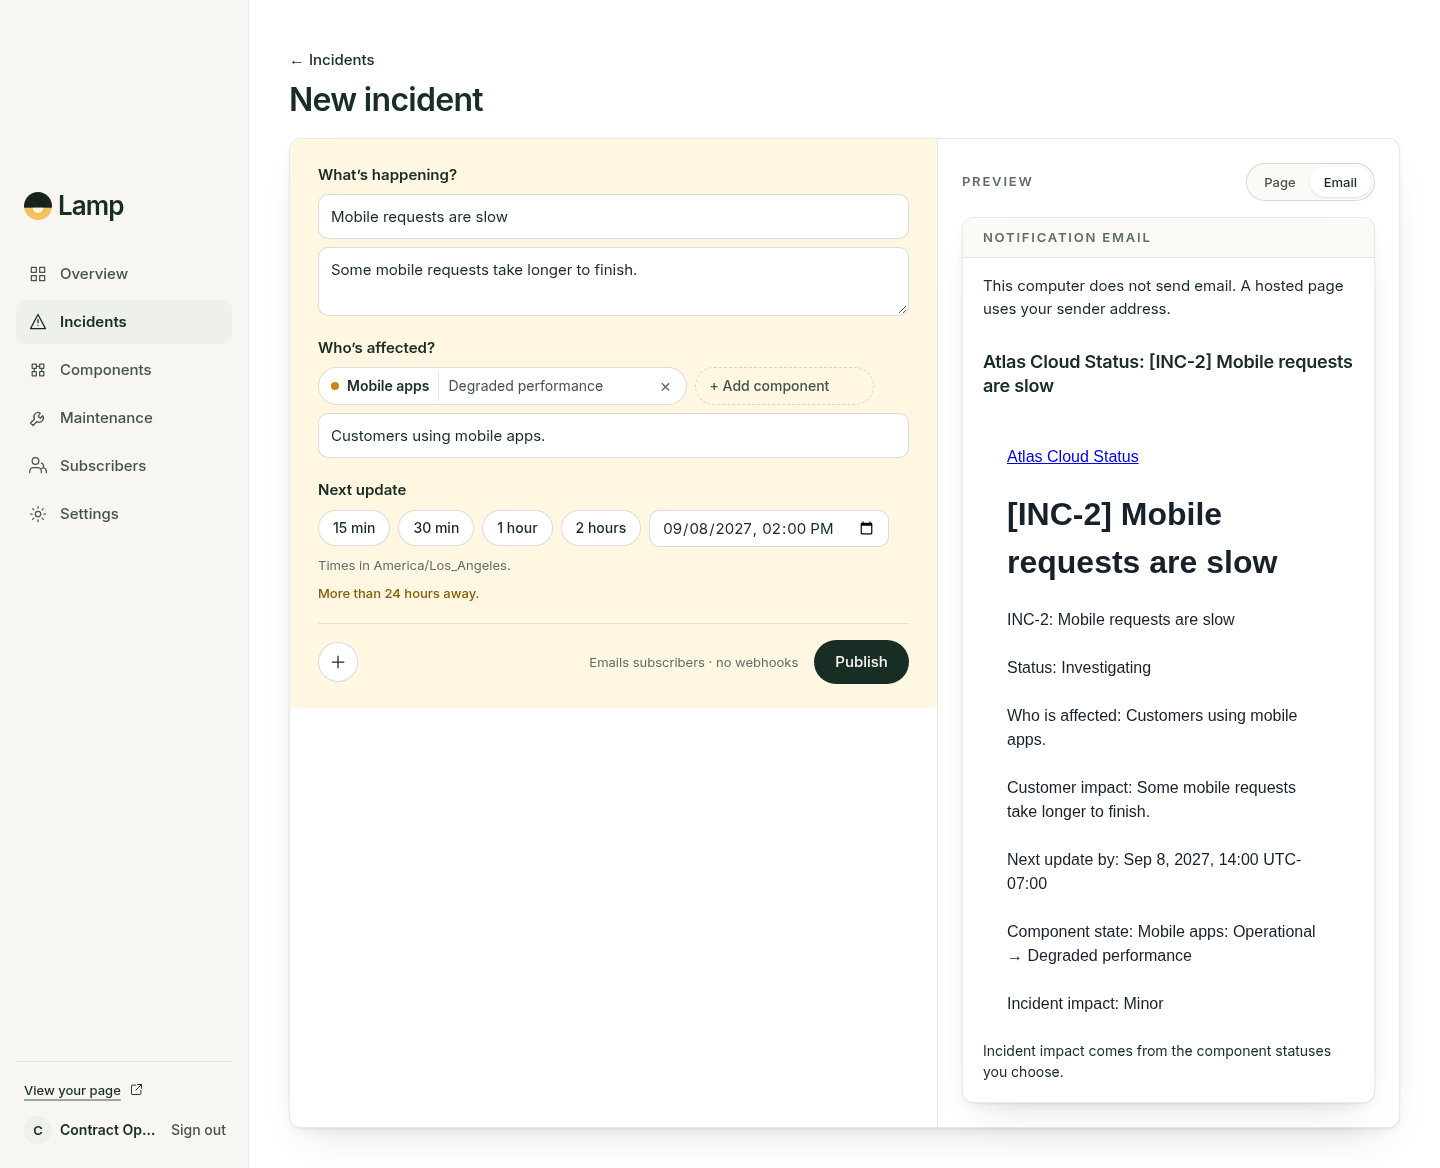 Lamp
Overview
Incidents
Components
Maintenance
Subscribers
Settings
View your page
C
Contract Op...
Sign out
← Incidents
New incident
What's happening?
Mobile requests are slow
Some mobile requests take longer to finish.
Who's affected?
Mobile apps
Degraded performance
×
+ Add component
Customers using mobile apps.
Next update
15 min
30 min
1 hour
2 hours
09/08/2027, 02:00 PM
Times in America/Los_Angeles.
More than 24 hours away.
+
Emails subscribers · no webhooks
Publish
PREVIEW
Page
Email
NOTIFICATION EMAIL
This computer does not send email. A hosted page
uses your sender address.
Atlas Cloud Status: [INC-2] Mobile requests
are slow
Atlas Cloud Status
[INC-2] Mobile
requests are slow
INC-2: Mobile requests are slow
Status: Investigating
Who is affected: Customers using mobile
apps.
Customer impact: Some mobile requests
take longer to finish.
Next update by: Sep 8, 2027, 14:00 UTC-
07:00
Component state: Mobile apps: Operational
→ Degraded performance
Incident impact: Minor
Incident impact comes from the component statuses
you choose.